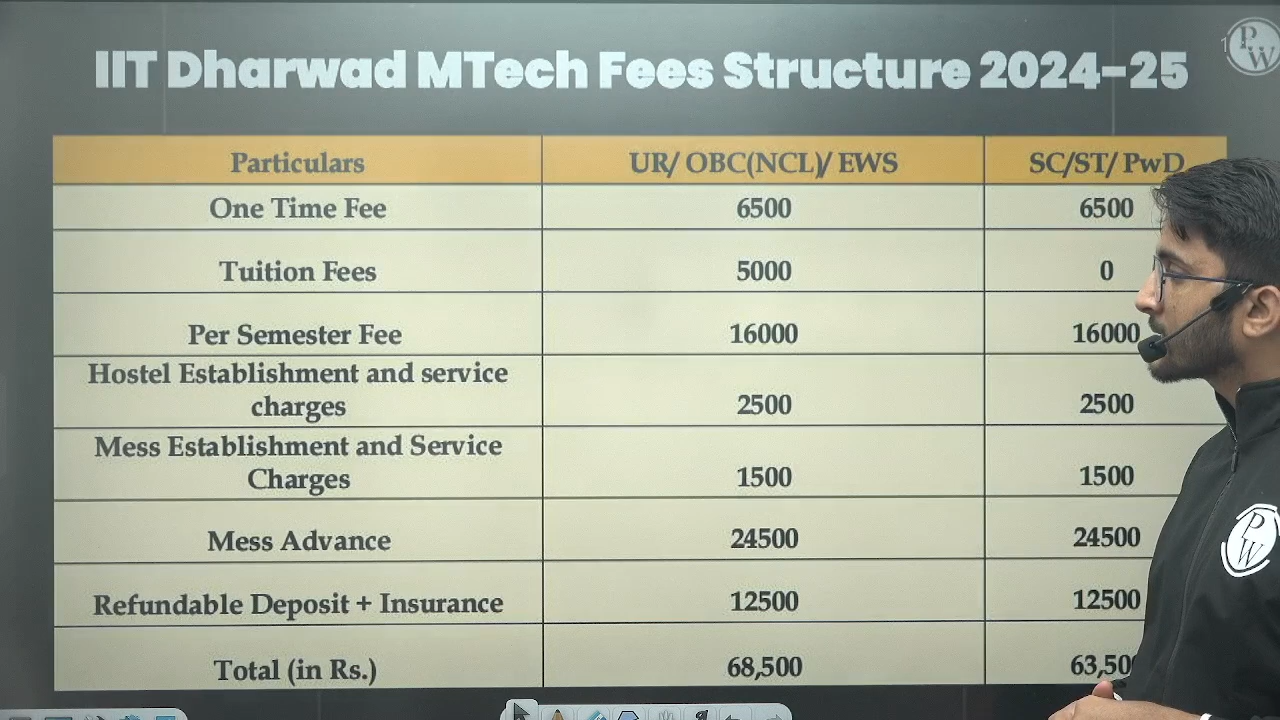 IIT Dharwad MTech Fees Structure 2024-25
PW
Particulars UR/ OBC(NCL)/ EWS SC/ST/ PwD
One Time Fee 6500 6500
Tuition Fees 5000 0
Per Semester Fee 16000 16000
Hostel Establishment and service
charges 2500 2500
Mess Establishment and Service
Charges 1500 1500
Mess Advance 24500 24500
Refundable Deposit + Insurance 12500 12500
Total (in Rs.) 68,500
PW